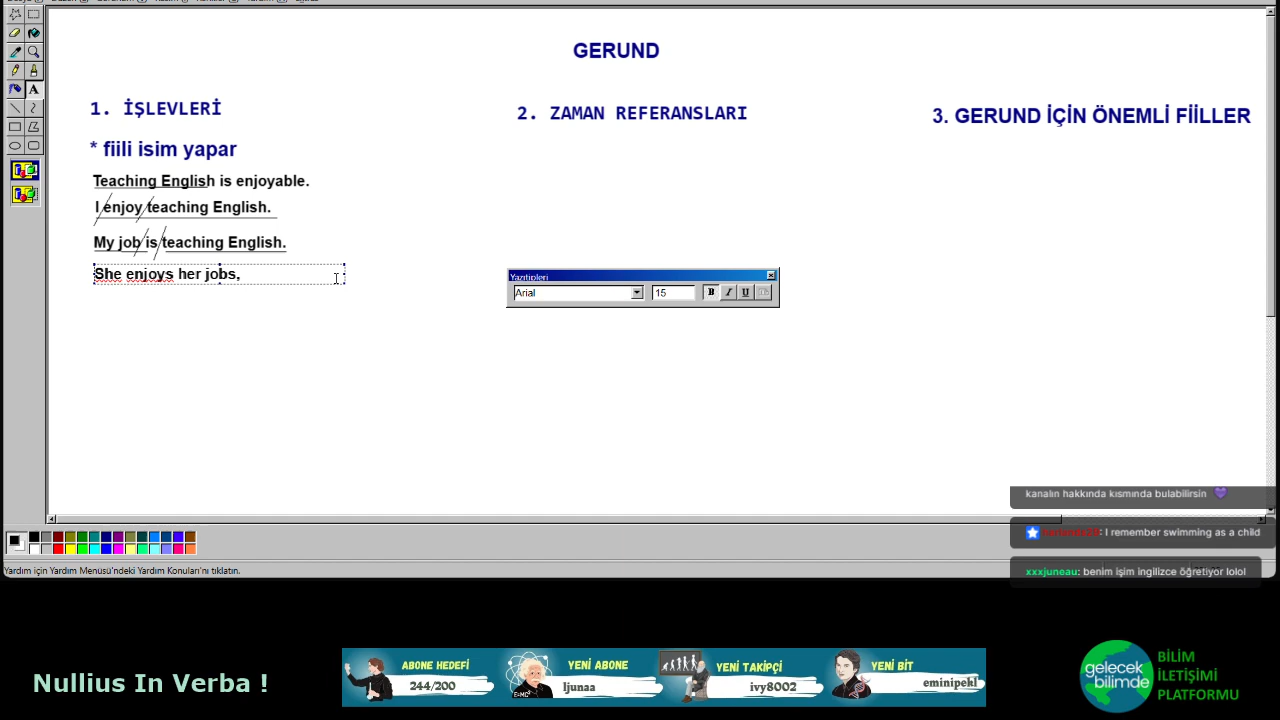 GERUND
1. İŞLEVLERİ
2. ZAMAN REFERANSLARI
3. GERUND İÇİN ÖNEMLİ FİİLLER
* fiili isim yapar
Teaching English is enjoyable.
I enjoy teaching English.
My job is teaching English.
She enjoys her jobs,
Yazıtipleri
Arial
15
B I U
kanalın hakkında kısmında bulabilirsin
: I remember swimming as a child
xxxjuneau: benim işim ingilizce öğretiyor lolol
Yardım için Yardım Menüsü'ndeki Yardım Konuları'nı tıklatın.
Nullius In Verba !
ABONE HEDEFİ
244/200
E=MC²
YENİ ABONE
ljunaa
YENİ TAKİPÇİ
ivy8002
YENİ BİT
eminipekl
gelecek
bilimde
BİLİM
İLETİŞİMİ
PLATFORMU